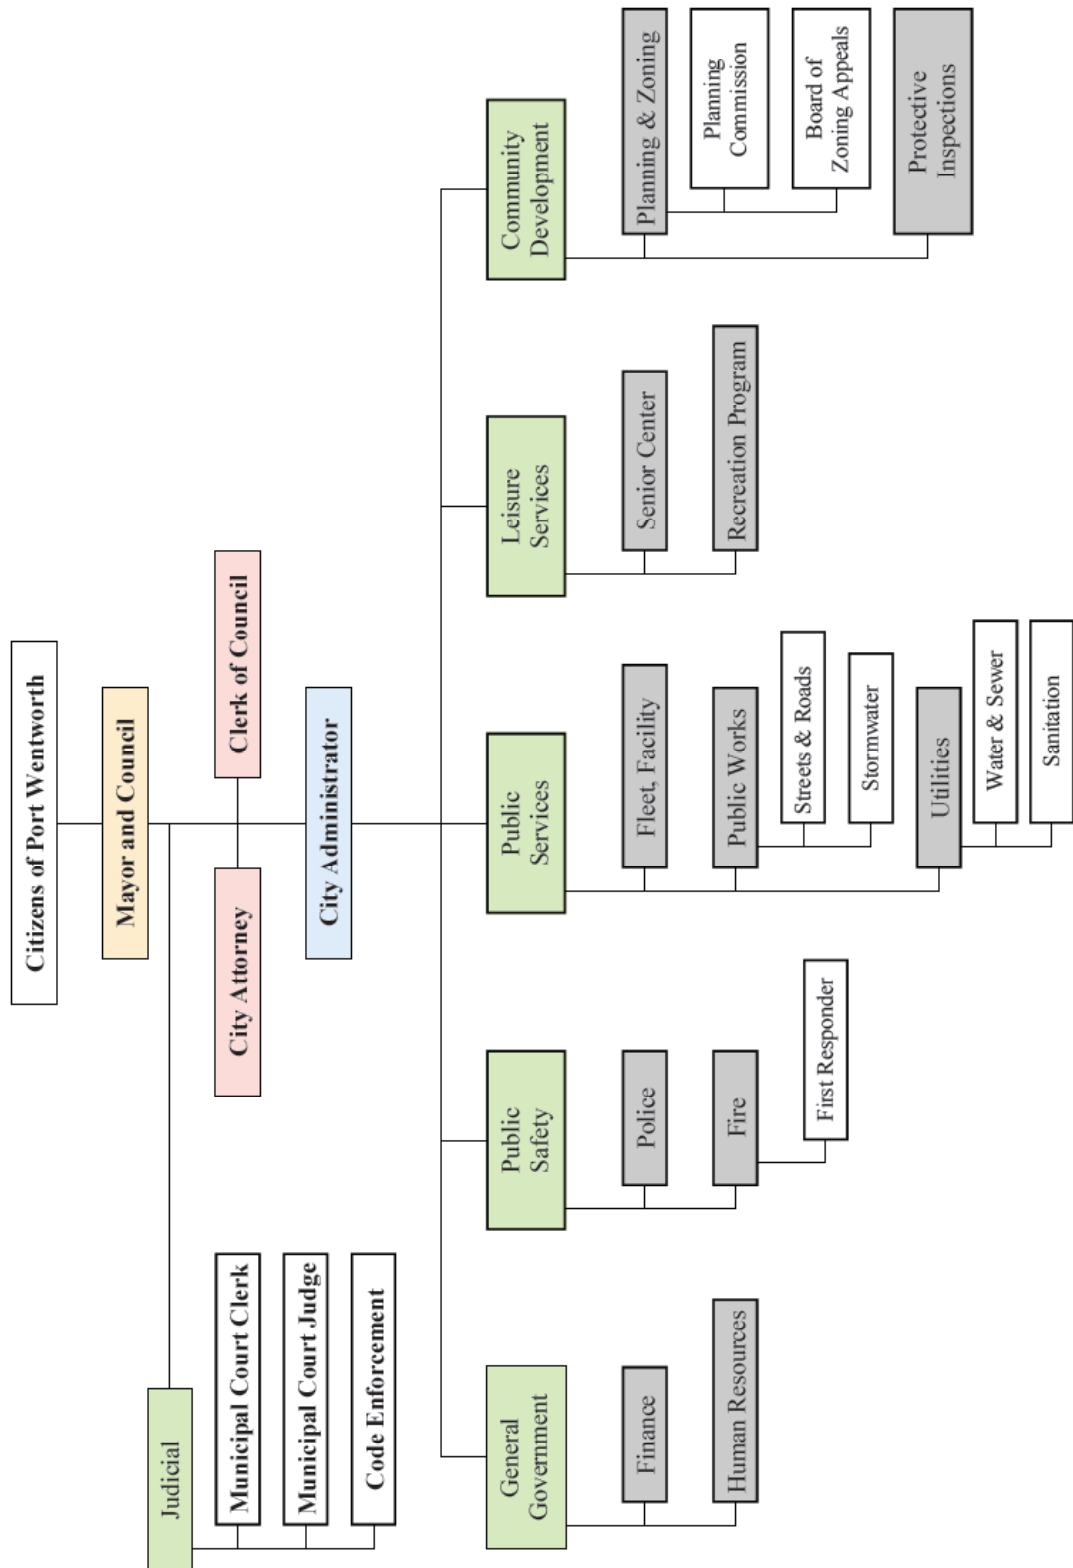 Citizens of Port Wentworth
Mayor and Council
Judicial
Municipal Court Clerk
Municipal Court Judge
Code Enforcement
City Attorney
Clerk of Council
City Administrator
General
Government
Finance
Human Resources
Public
Safety
Police
Fire
First Responder
Public
Services
Fleet, Facility
Public Works
Streets & Roads
Stormwater
Utilities
Water & Sewer
Sanitation
Leisure
Services
Senior Center
Recreation Program
Community
Development
Planning & Zoning
Planning
Commission
Board of
Zoning Appeals
Protective
Inspections